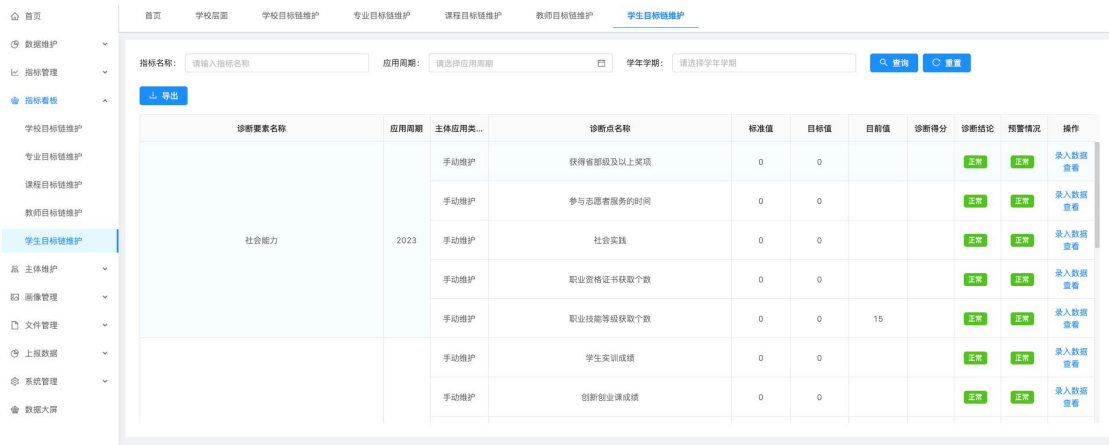 首页
数据维护
指标管理
指标看板
学校目标链维护
专业目标链维护
课程目标链维护
教师目标链维护
学生目标链维护
主体维护
画像管理
文件管理
上报数据
系统管理
数据大屏
首页 学校层面 学校目标链维护 专业目标链维护 课程目标链维护 教师目标链维护 学生目标链维护
指标名称: 请输入指标名称 应用周期: 请选择应用周期 学年学期: 请选择学年学期 查询 重置
导出
诊断要素名称 应用周期 主体应用类... 诊断点名称 标准值 目标值 目前值 诊断得分 诊断结论 预警情况 操作
手动维护 获得省部级及以上奖项 0 0 正常 正常 录入数据 查看
手动维护 参与志愿者服务的时间 0 0 正常 正常 录入数据 查看
社会能力 2023 手动维护 社会实践 0 0 正常 正常 录入数据 查看
手动维护 职业资格证书获取个数 0 0 正常 正常 录入数据 查看
手动维护 职业技能等级获取个数 0 0 15 正常 正常 录入数据 查看
手动维护 学生实训成绩 0 0 正常 正常 录入数据 查看
手动维护 创新创业课成绩 0 0 正常 正常 录入数据 查看